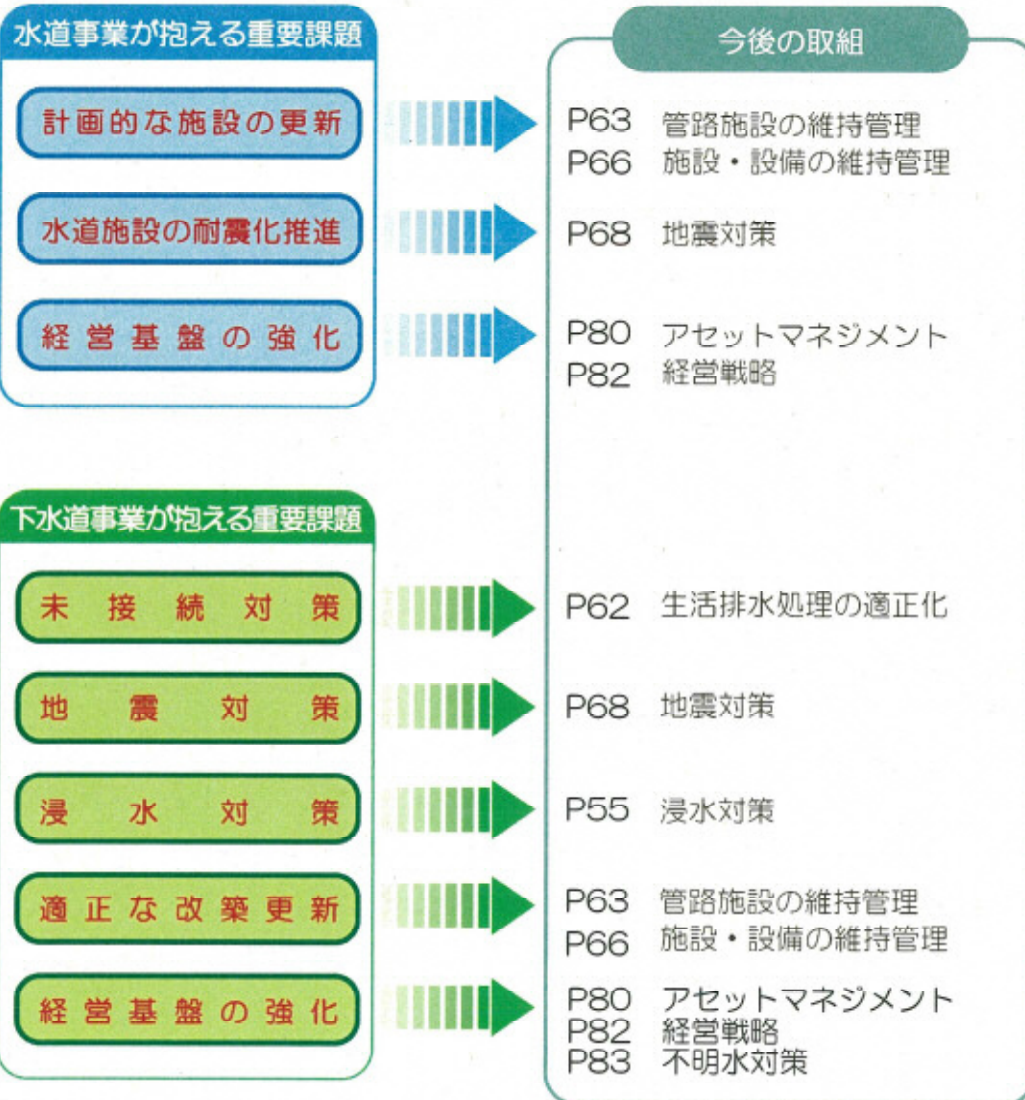 水道事業が抱える重要課題
今後の取組
計画的な施設の更新
P63 管路施設の維持管理
P66 施設・設備の維持管理
水道施設の耐震化推進
P68 地震対策
経営基盤の強化
P80 アセットマネジメント
P82 経営戦略
下水道事業が抱える重要課題
未接続対策
P62 生活排水処理の適正化
地震対策
P68 地震対策
浸水対策
P55 浸水対策
適正な改築更新
P63 管路施設の維持管理
P66 施設・設備の維持管理
経営基盤の強化
P80 アセットマネジメント
P82 経営戦略
P83 不明水対策